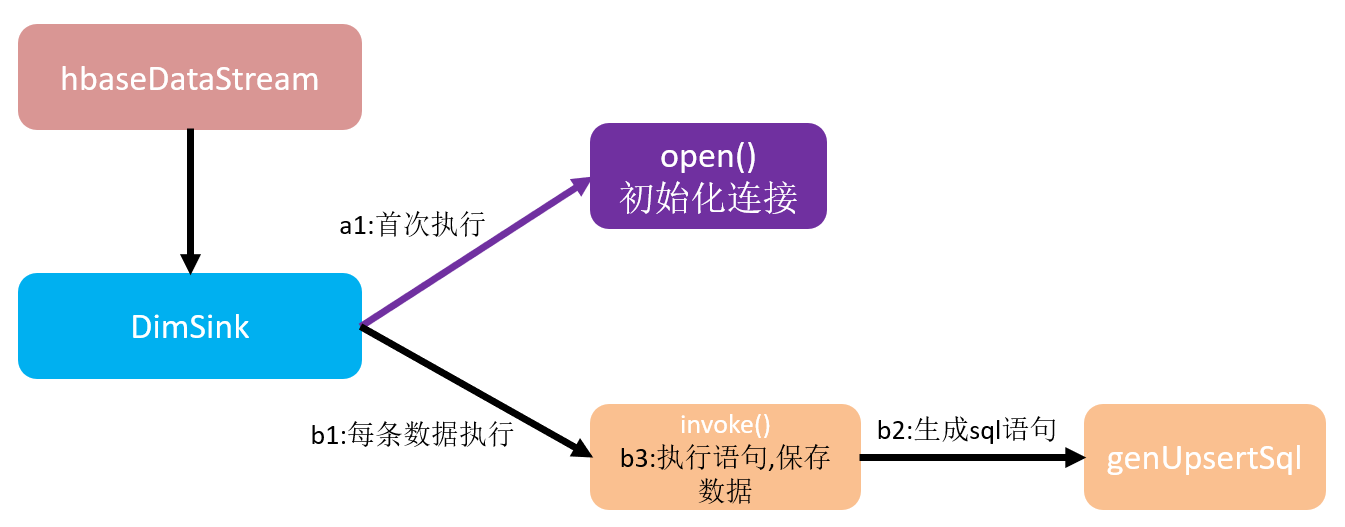 hbaseDataStream
open()
初始化连接
a1:首次执行
DimSink
b1:每条数据执行
invoke()
b3:执行语句,保存
数据
b2:生成sql语句
genUpsertSql